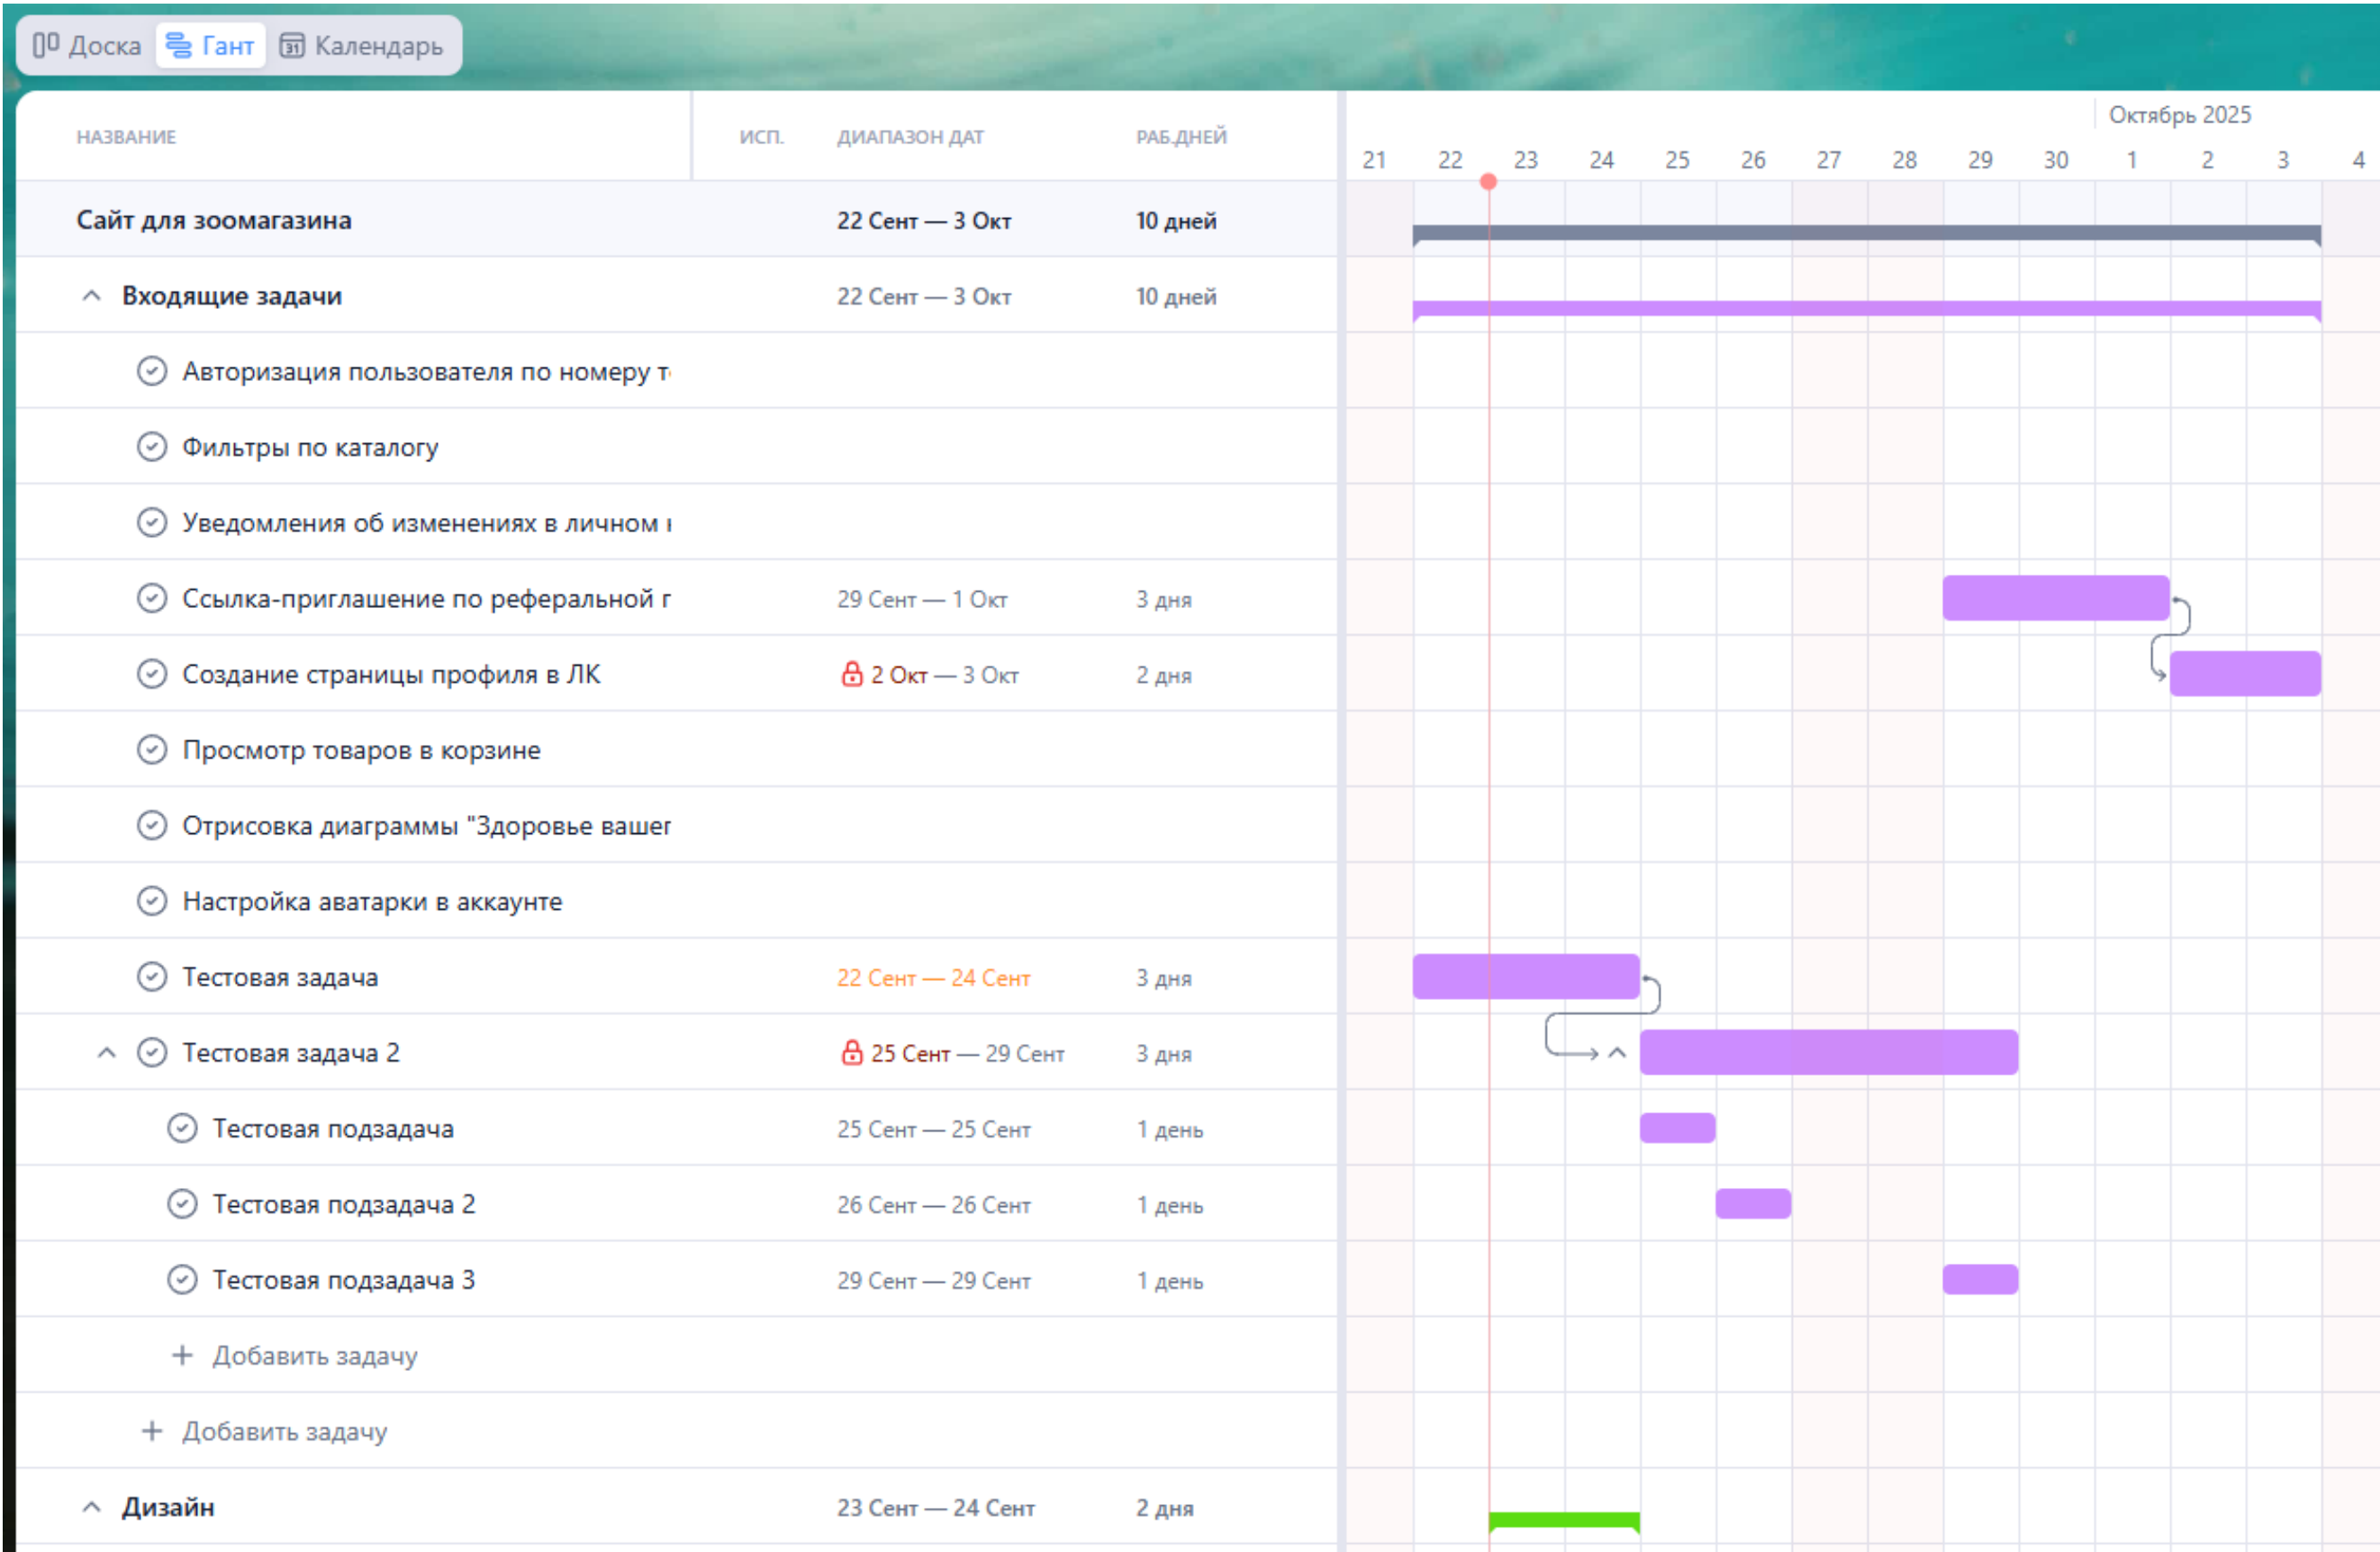 Доска Гант 31 Календарь
НАЗВАНИЕ ИСП. ДИАПАЗОН ДАТ РАБ.ДНЕЙ
Октябрь 2025
21 22 23 24 25 26 27 28 29 30 1 2 3 4
Сайт для зоомагазина 22 Сент — 3 Окт 10 дней
Входящие задачи 22 Сент — 3 Окт 10 дней
Авторизация пользователя по номеру
Фильтры по каталогу
Уведомления об изменениях в личном
Ссылка-приглашение по реферальной 29 Сент — 1 Окт 3 дня
Создание страницы профиля в ЛК 2 Окт — 3 Окт 2 дня
Просмотр товаров в корзине
Отрисовка диаграммы "Здоровье вашег
Настройка аватарки в аккаунте
Тестовая задача 22 Сент — 24 Сент 3 дня
Тестовая задача 2 25 Сент — 29 Сент 3 дня
Тестовая подзадача 25 Сент — 25 Сент 1 день
Тестовая подзадача 2 26 Сент — 26 Сент 1 день
Тестовая подзадача 3 29 Сент — 29 Сент 1 день
+ Добавить задачу
+ Добавить задачу
Дизайн 23 Сент — 24 Сент 2 дня